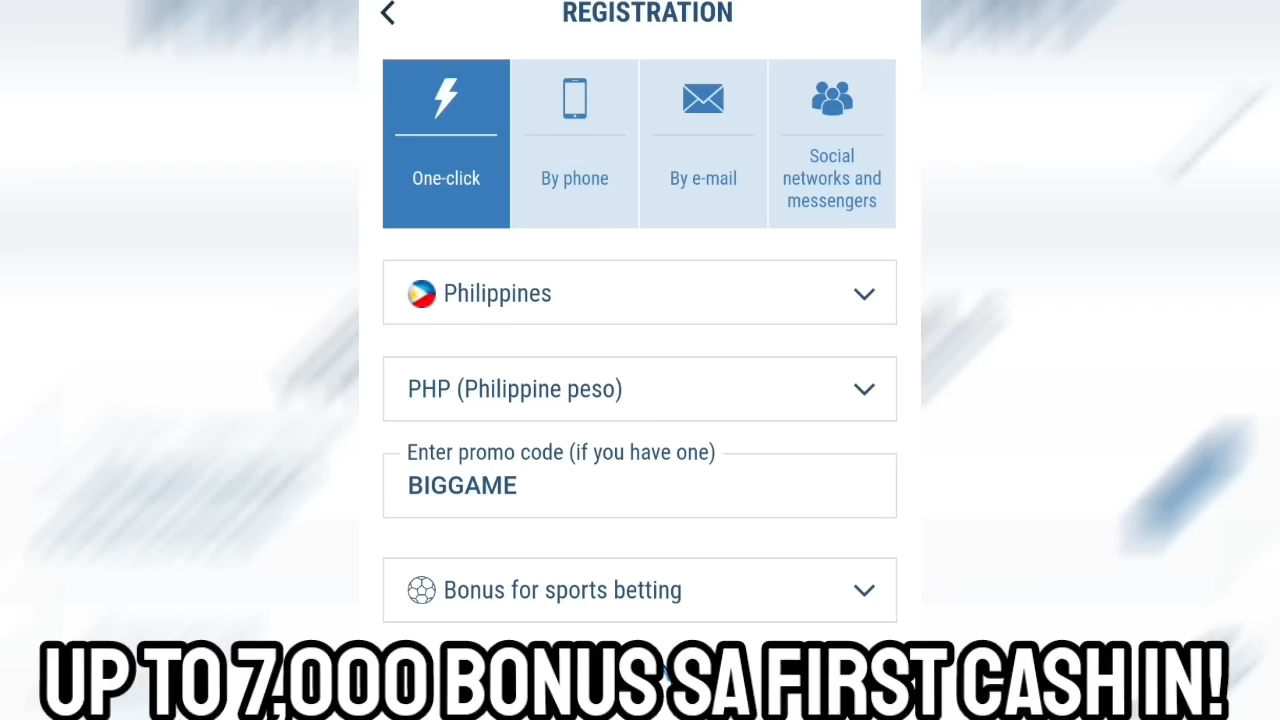 REGISTRATION
One-click
By phone
By e-mail
Social
networks and
messengers
Philippines
PHP (Philippine peso)
Enter promo code (if you have one)
BIGGAME
Bonus for sports betting
UP TO 7,000 BONUS SA FIRST CASH IN!